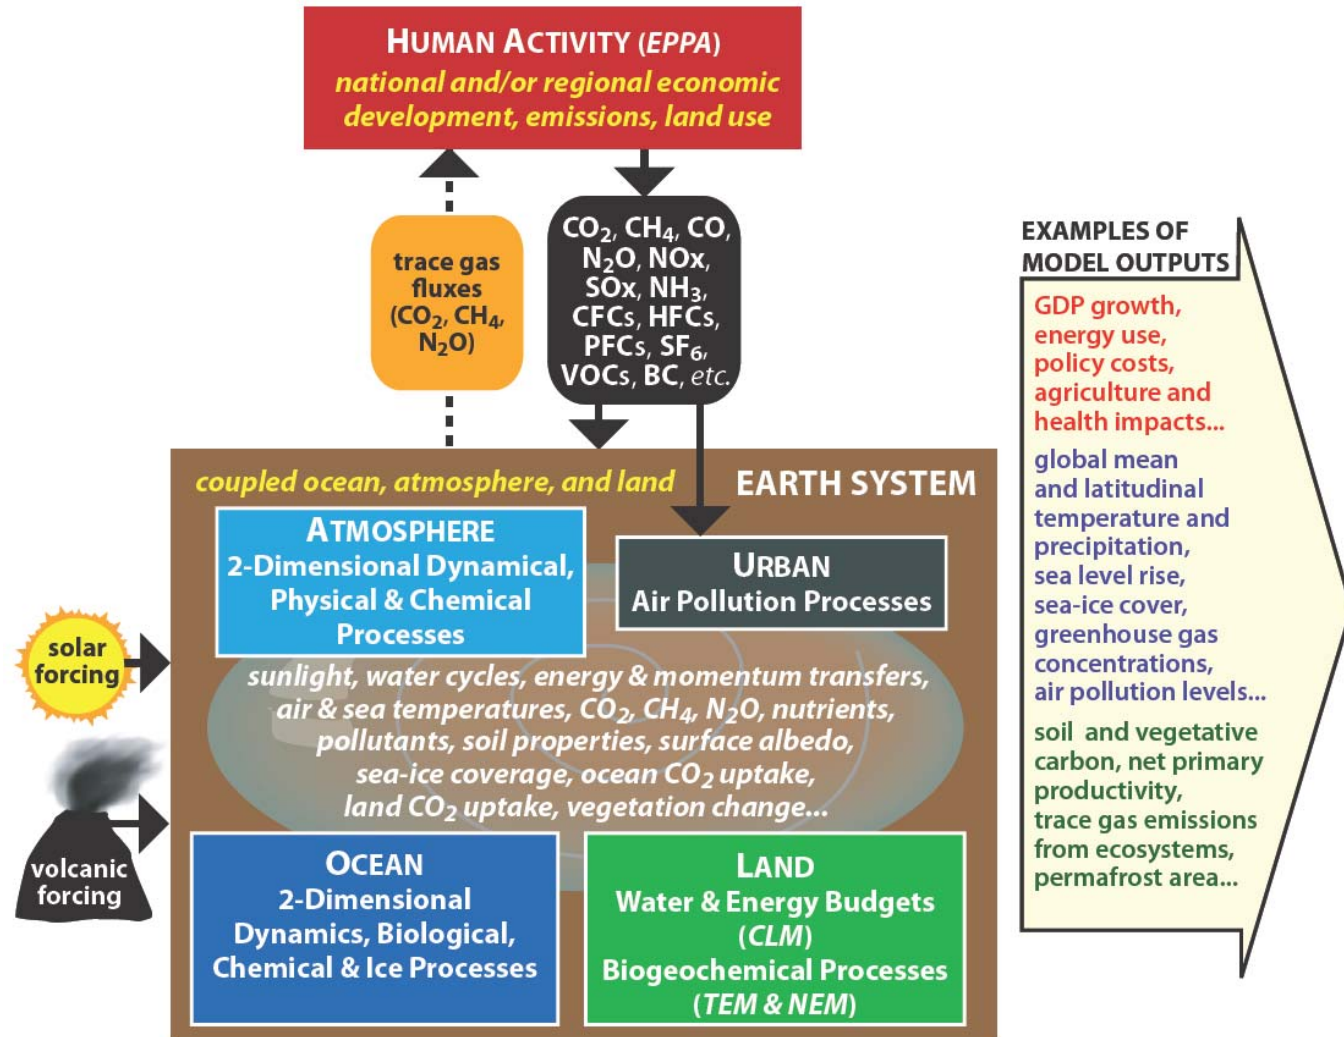 HUMAN ACTIVITY (EPPA)
national and/or regional economic
development, emissions, land use
trace gas
fluxes
(CO₂, CH₄,
N₂O)
CO₂, CH₄, CO,
N₂O, NOx,
SOx, NH₃,
CFCs, HFCs,
PFCs, SF₆,
VOCs, BC, etc.
coupled ocean, atmosphere, and land
EARTH SYSTEM
ATMOSPHERE
2-Dimensional Dynamical,
Physical & Chemical
Processes
URBAN
Air Pollution Processes
solar
forcing
sunlight, water cycles, energy & momentum transfers,
air & sea temperatures, CO₂, CH₄, N₂O, nutrients,
pollutants, soil properties, surface albedo,
sea-ice coverage, ocean CO₂ uptake,
land CO₂ uptake, vegetation change...
volcanic
forcing
OCEAN
2-Dimensional
Dynamics, Biological,
Chemical & Ice Processes
LAND
Water & Energy Budgets
(CLM)
Biogeochemical Processes
(TEM & NEM)
EXAMPLES OF
MODEL OUTPUTS
GDP growth,
energy use,
policy costs,
agriculture and
health impacts...
global mean
and latitudinal
temperature and
precipitation,
sea level rise,
sea-ice cover,
greenhouse gas
concentrations,
air pollution levels...
soil and vegetative
carbon, net primary
productivity,
trace gas emissions
from ecosystems,
permafrost area...